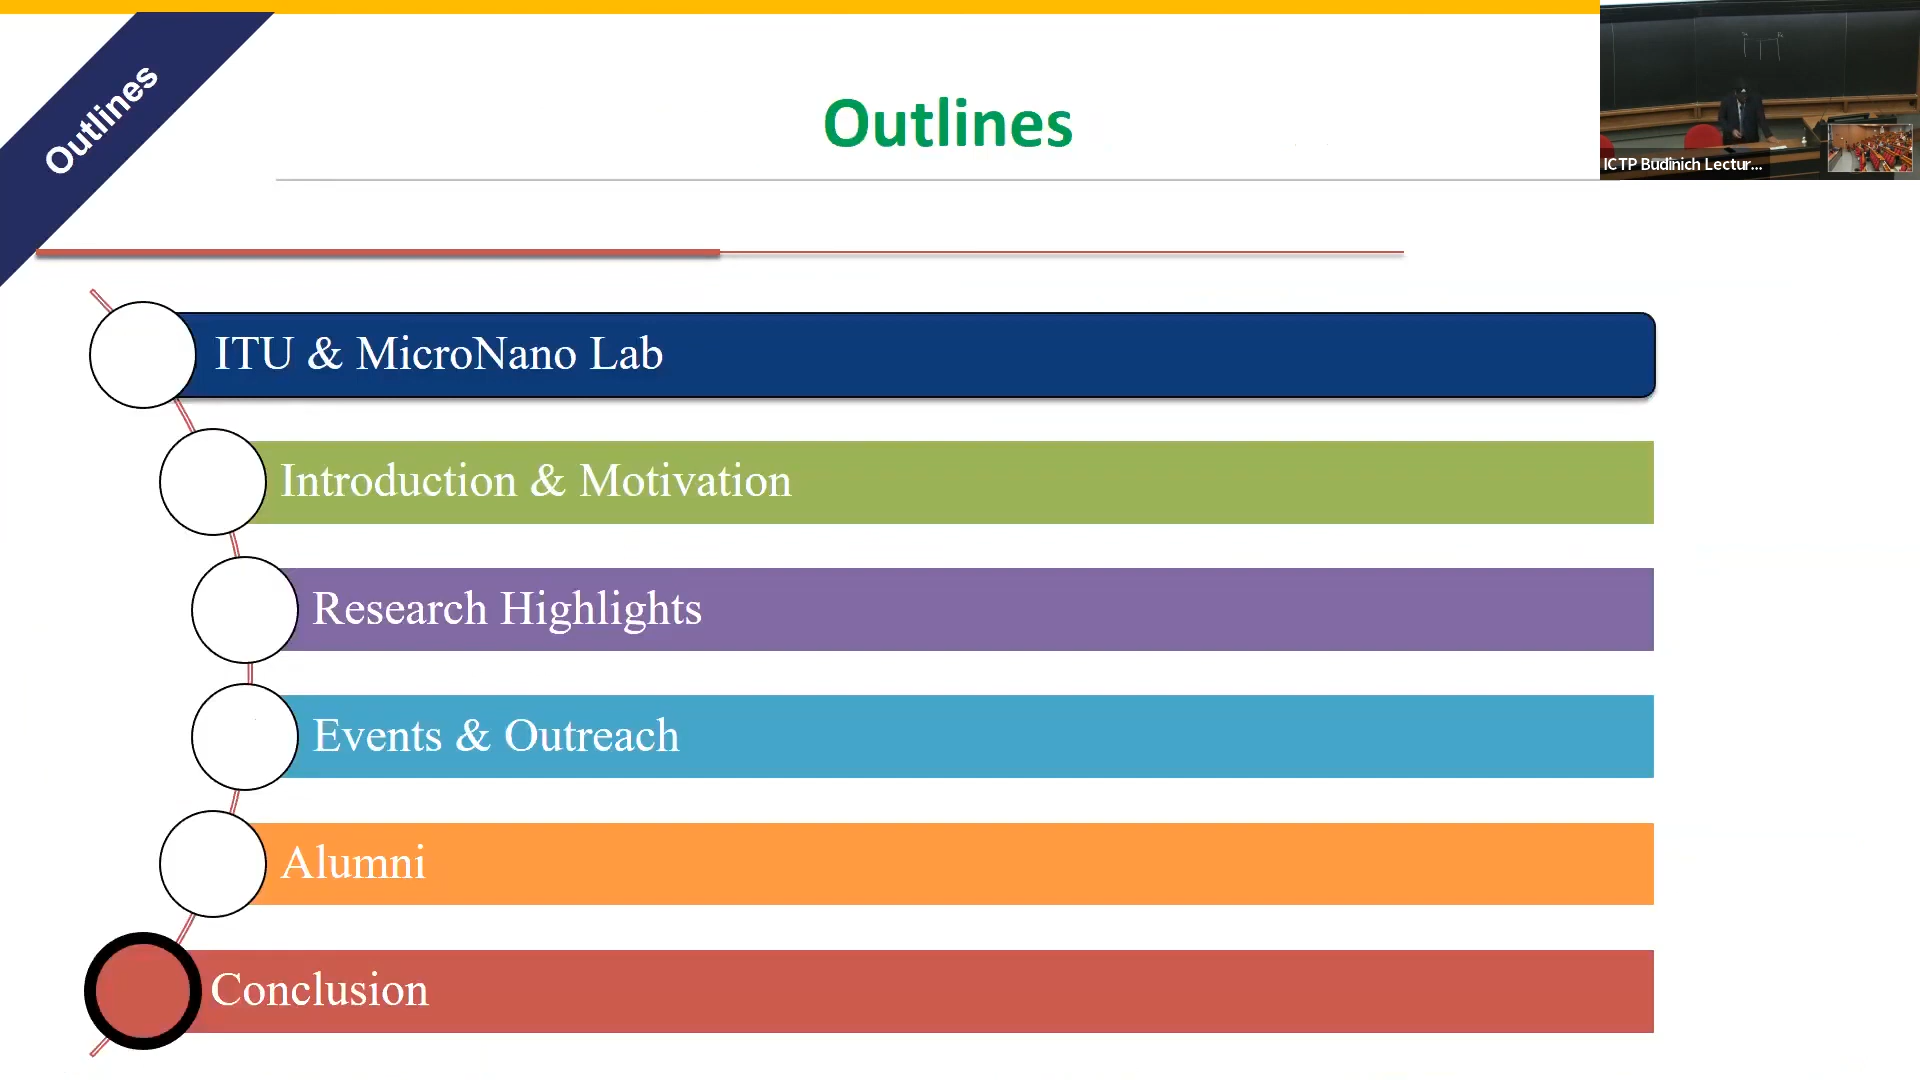 Outlines
Outlines
ICTP Budinich Lectur...
ITU & MicroNano Lab
Introduction & Motivation
Research Highlights
Events & Outreach
Alumni
Conclusion